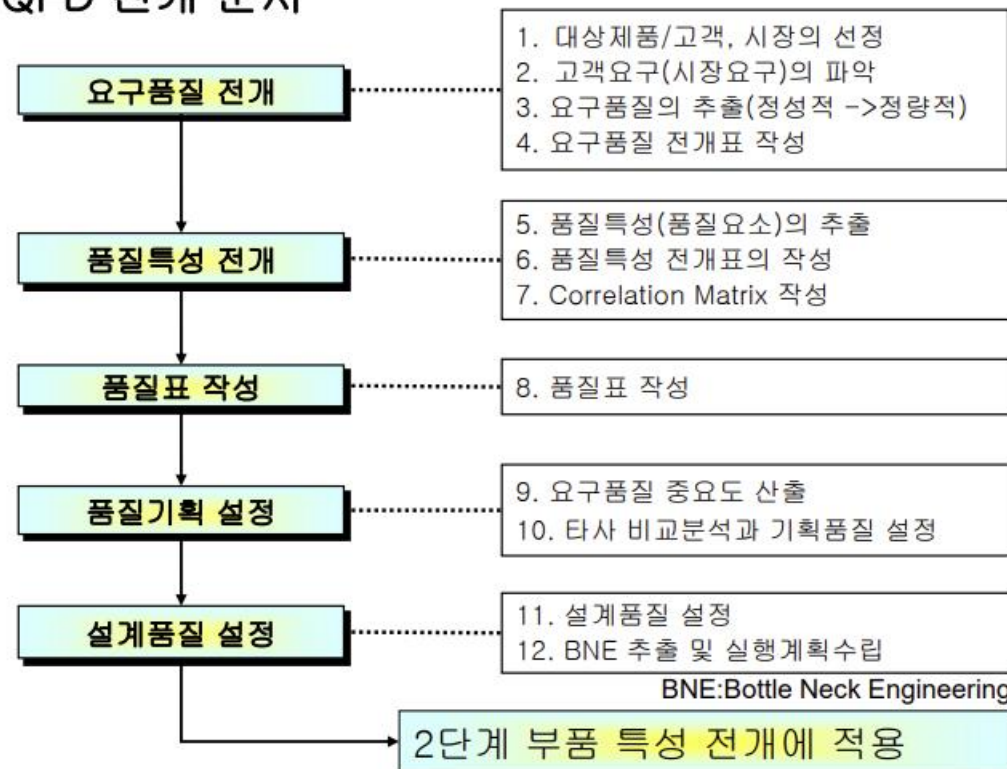 QFD 전개 순서
요구품질 전개
1. 대상제품/고객, 시장의 선정
2. 고객요구(시장요구)의 파악
3. 요구품질의 추출(정성적 ->정량적)
4. 요구품질 전개표 작성
품질특성 전개
5. 품질특성(품질요소)의 추출
6. 품질특성 전개표의 작성
7. Correlation Matrix 작성
품질표 작성
8. 품질표 작성
품질기획 설정
9. 요구품질 중요도 산출
10. 타사 비교분석과 기획품질 설정
설계품질 설정
11. 설계품질 설정
12. BNE 추출 및 실행계획수립
BNE:Bottle Neck Engineering
2단계 부품 특성 전개에 적용